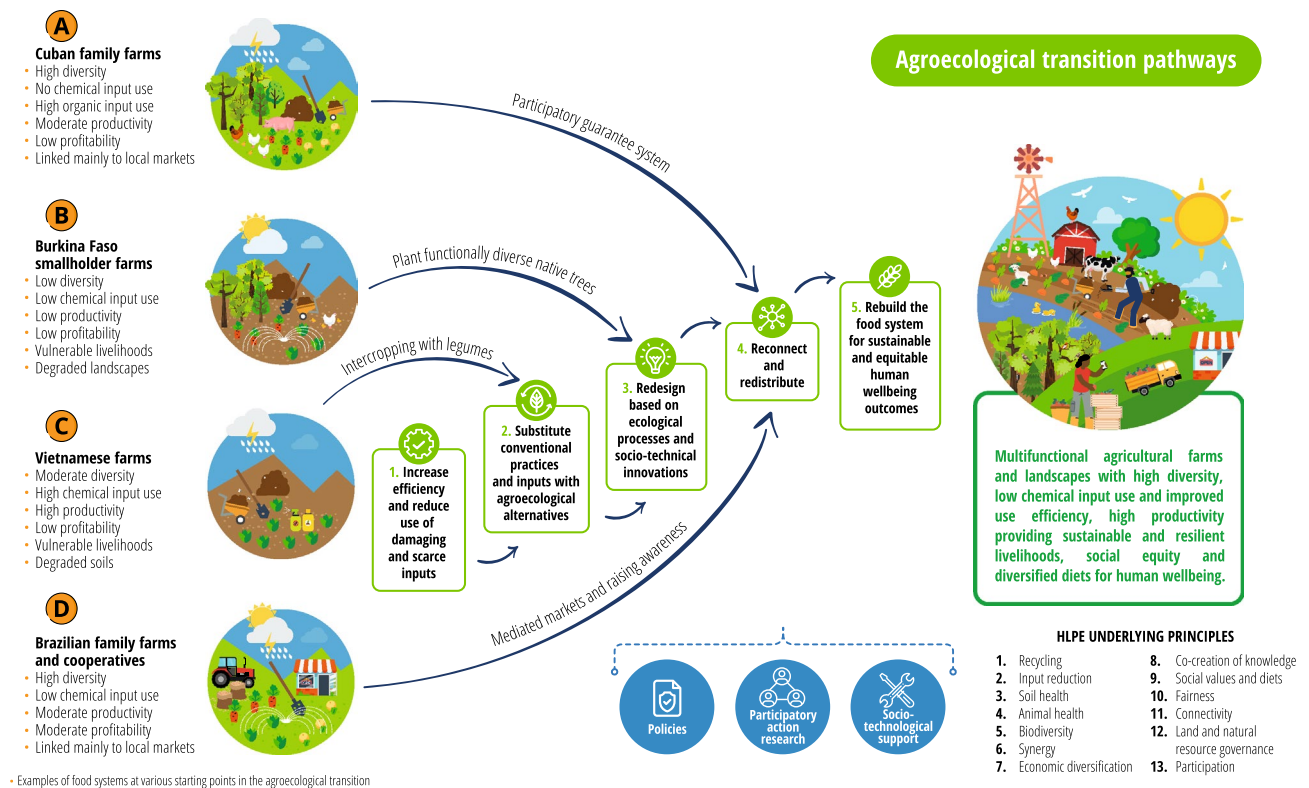 Agroecological transition pathways
A
Cuban family farms
• High diversity
• No chemical input use
• High organic input use
• Moderate productivity
• Low profitability
• Linked mainly to local markets
B
Burkina Faso
smallholder farms
• Low diversity
• Low chemical input use
• Low productivity
• Low profitability
• Vulnerable livelihoods
• Degraded landscapes
C
Vietnamese farms
• Moderate diversity
• High chemical input use
• High productivity
• Low profitability
• Vulnerable livelihoods
• Degraded soils
D
Brazilian family farms
and cooperatives
• High diversity
• Low chemical input use
• Moderate productivity
• Moderate profitability
• Linked mainly to local markets
• Examples of food systems at various starting points in the agroecological transition
Participatory guarantee system
Plant functionally diverse native trees
Intercropping with legumes
Mediated markets and raising awareness
1. Increase
efficiency
and reduce
use of
damaging
and scarce
inputs
2. Substitute
conventional
practices
and inputs with
agroecological
alternatives
3. Redesign
based on
ecological
processes and
socio-technical
innovations
4. Reconnect
and
redistribute
5. Rebuild the
food system
for sustainable
and equitable
human
wellbeing
outcomes
Policies
Participatory
action
research
Socio-
technological
support
Multifunctional agricultural farms
and landscapes with high diversity,
low chemical input use and improved
use efficiency, high productivity
providing sustainable and resilient
livelihoods, social equity and
diversified diets for human wellbeing.
HLPE UNDERLYING PRINCIPLES
1. Recycling
2. Input reduction
3. Soil health
4. Animal health
5. Biodiversity
6. Synergy
7. Economic diversification
8. Co-creation of knowledge
9. Social values and diets
10. Fairness
11. Connectivity
12. Land and natural
resource governance
13. Participation